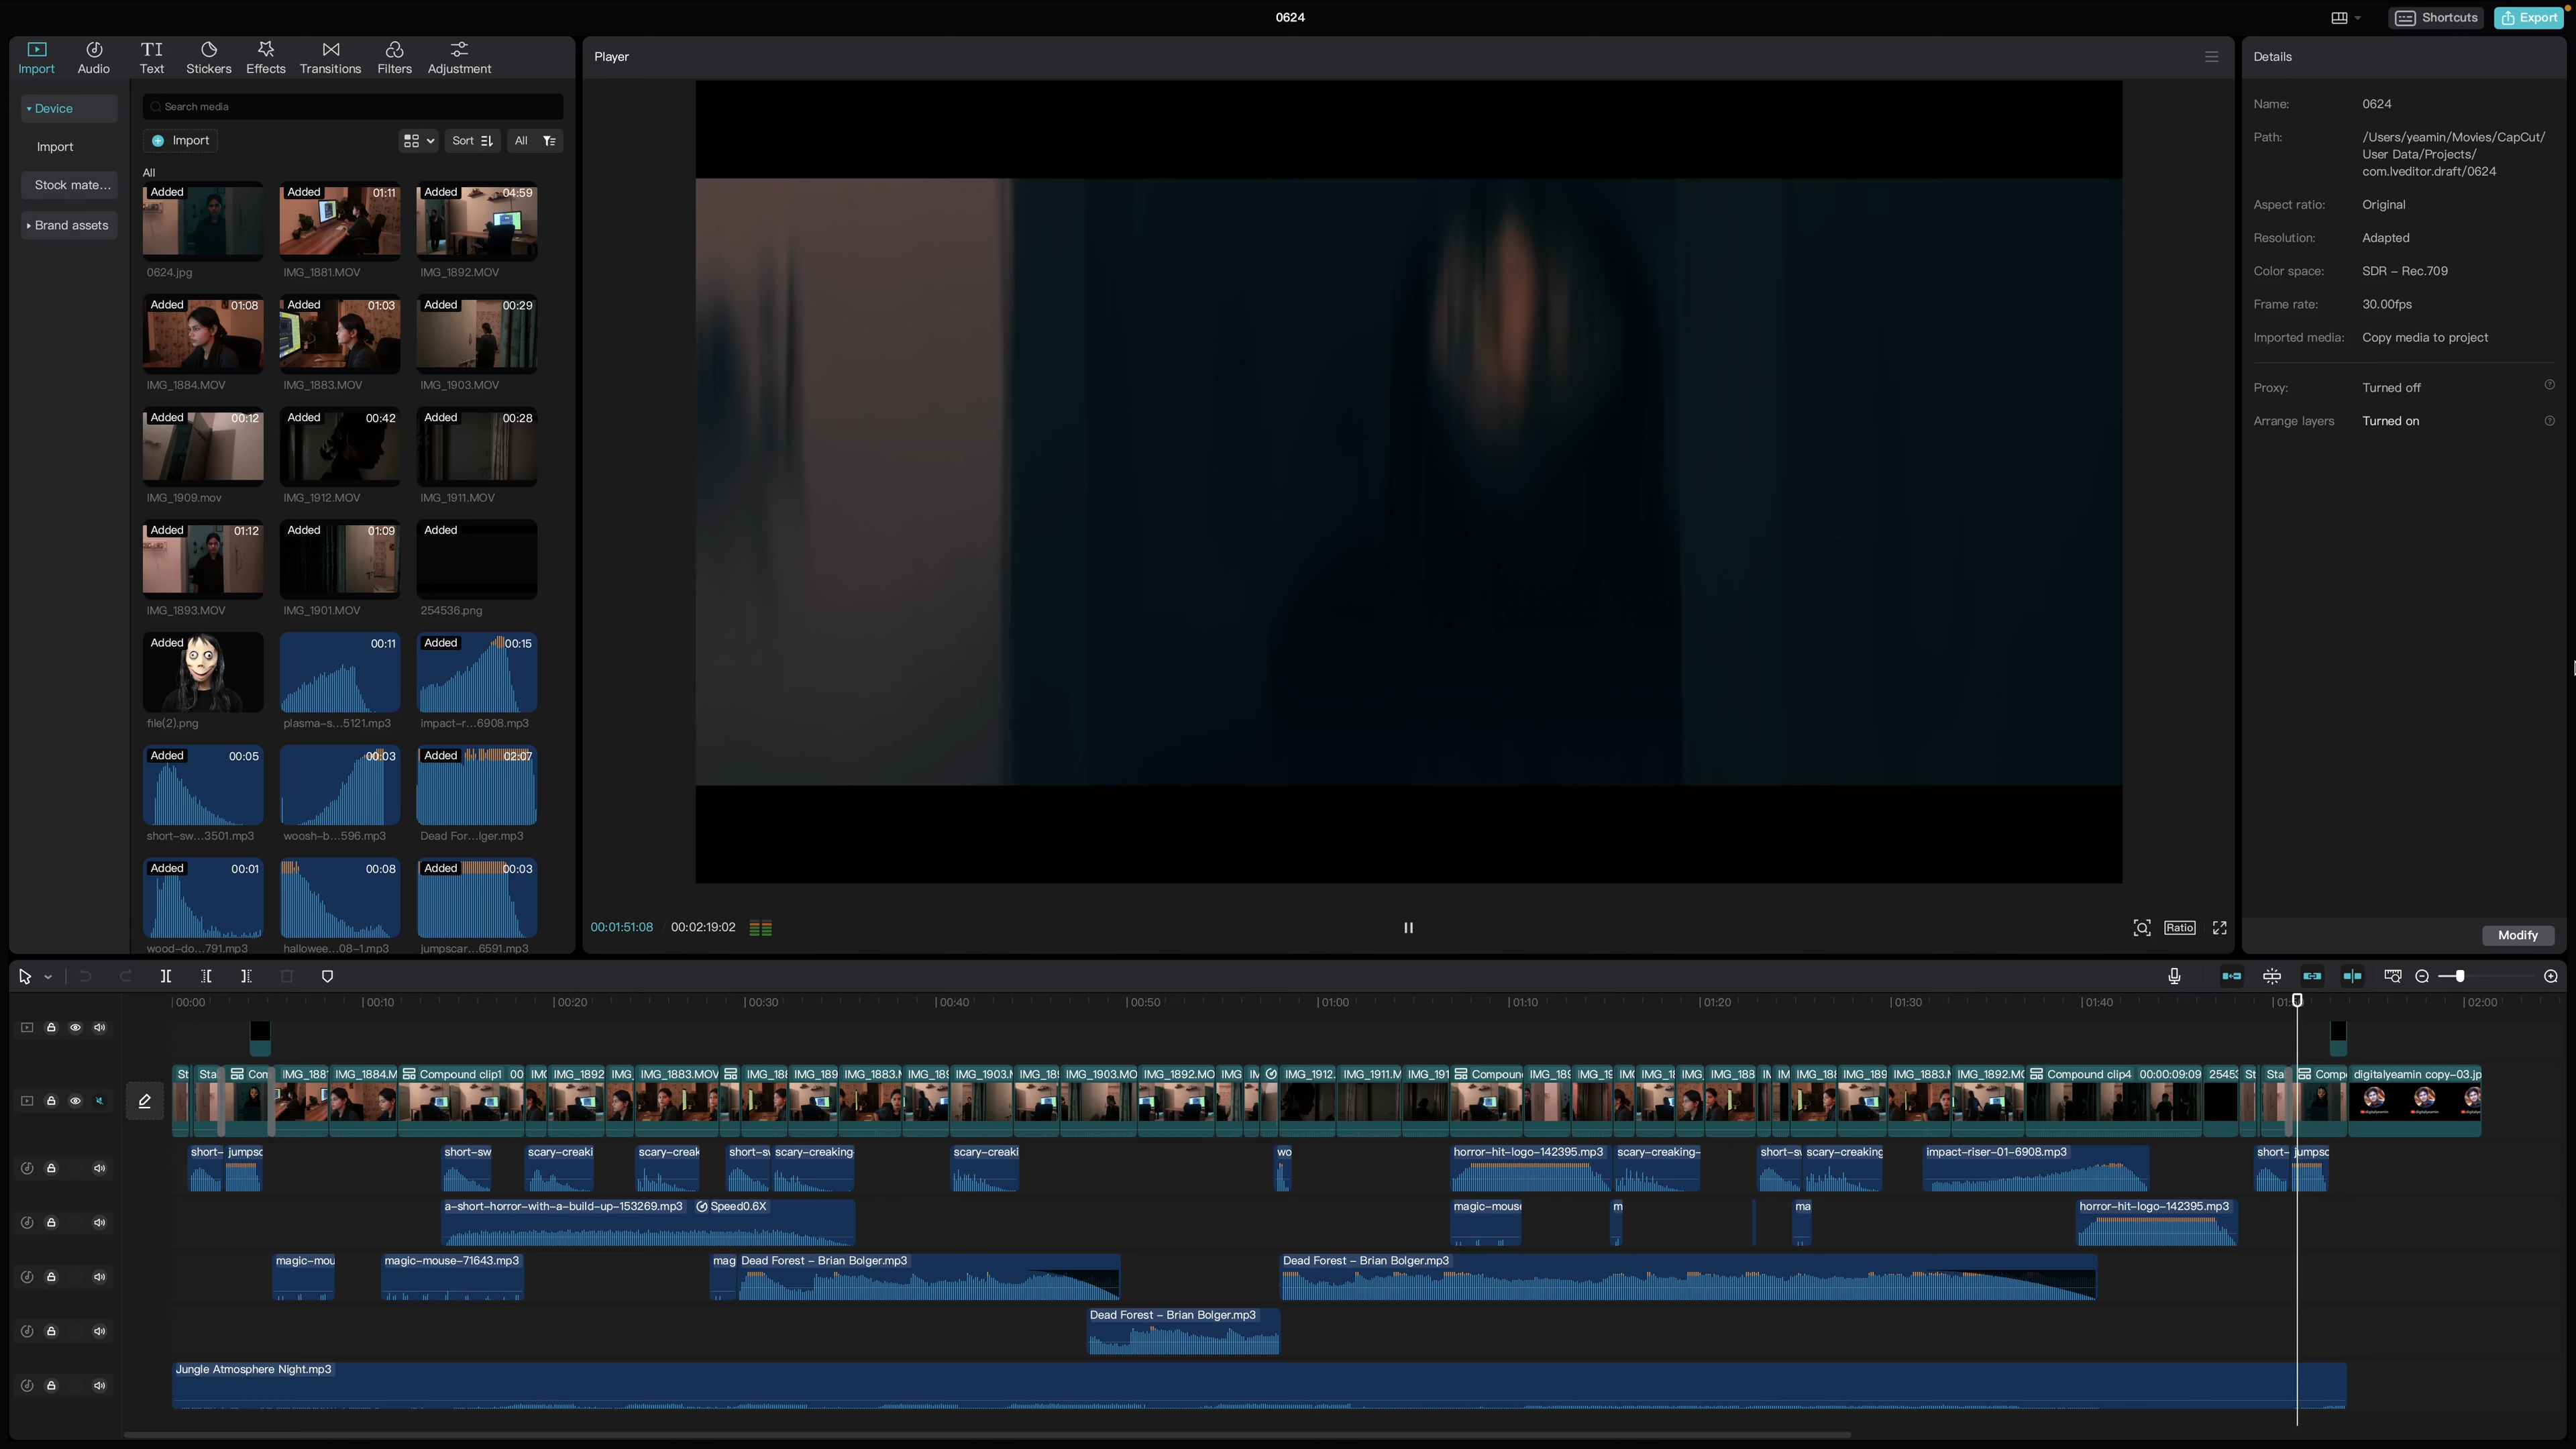 0624
Shortcuts
Export
Import
Audio
Text
Stickers
Effects
Transitions
Filters
Adjustment
Device
Import
Stock mate...
Brand assets
Search media
Import
Sort
All
All
Added
0624.jpg
Added 01:11
IMG_1881.MOV
Added 04:59
IMG_1892.MOV
Added 01:08
IMG_1884.MOV
Added 01:03
IMG_1883.MOV
Added 00:29
IMG_1903.MOV
Added 00:12
IMG_1909.mov
Added 00:42
IMG_1912.MOV
Added 00:28
IMG_1911.MOV
Added 01:12
IMG_1893.MOV
Added 01:09
IMG_1901.MOV
Added
254536.png
Added
file(2).png
00:11
plasma-s...5121.mp3
Added 00:15
impact-r...6908.mp3
Added 00:05
short-sw...3501.mp3
00:03
woosh-b...596.mp3
Added 02:07
Dead For...lger.mp3
Added 00:01
wood-do...791.mp3
00:08
hallowee...08-1.mp3
Added 00:03
jumpscar...6591.mp3
Player
00:01:51:08 / 00:02:19:02
Ratio
Details
Name: 0624
Path: /Users/yeamin/Movies/CapCut/
User Data/Projects/
com.lveditor.draft/0624
Aspect ratio: Original
Resolution: Adapted
Color space: SDR – Rec.709
Frame rate: 30.00fps
Imported media: Copy media to project
Proxy: Turned off
Arrange layers Turned on
Modify
00:00 00:10 00:20 00:30 00:40 00:50 01:00 01:10 01:20 01:30 01:40 02:00
St Sta Con IMG_188 IMG_1884.M Compound clip1 00 IMG_1892 IMG_1883.MOV IMG_188 IMG_189 IMG_1883.M IMG_189 IMG_1903.M IMG_18 IMG_1903.MO IMG_1892.MO IMG IM IMG_1912. IMG_1911.M IMG_191 Compoun IMG_189 IMG_19 IMG IMG_18 IMG_188 IM IM IMG_188 IMG_189 IMG_1883.M IMG_1892.MO Compound clip4 00:00:09:09 25453 St Sta Comp digitalyeamin copy-03.jp
short- jumpsc short-sw scary-creaki scary-creak short-sw scary-creaking- scary-creaki wo horror-hit-logo-142395.mp3 scary-creaking- short-sw scary-creaking impact-riser-01-6908.mp3 short- jumpsc
a-short-horror-with-a-build-up-153269.mp3 Speed0.6X magic-mouse m ma horror-hit-logo-142395.mp3
magic-mou magic-mouse-71643.mp3 mag Dead Forest – Brian Bolger.mp3 Dead Forest – Brian Bolger.mp3
Dead Forest – Brian Bolger.mp3
Jungle Atmosphere Night.mp3